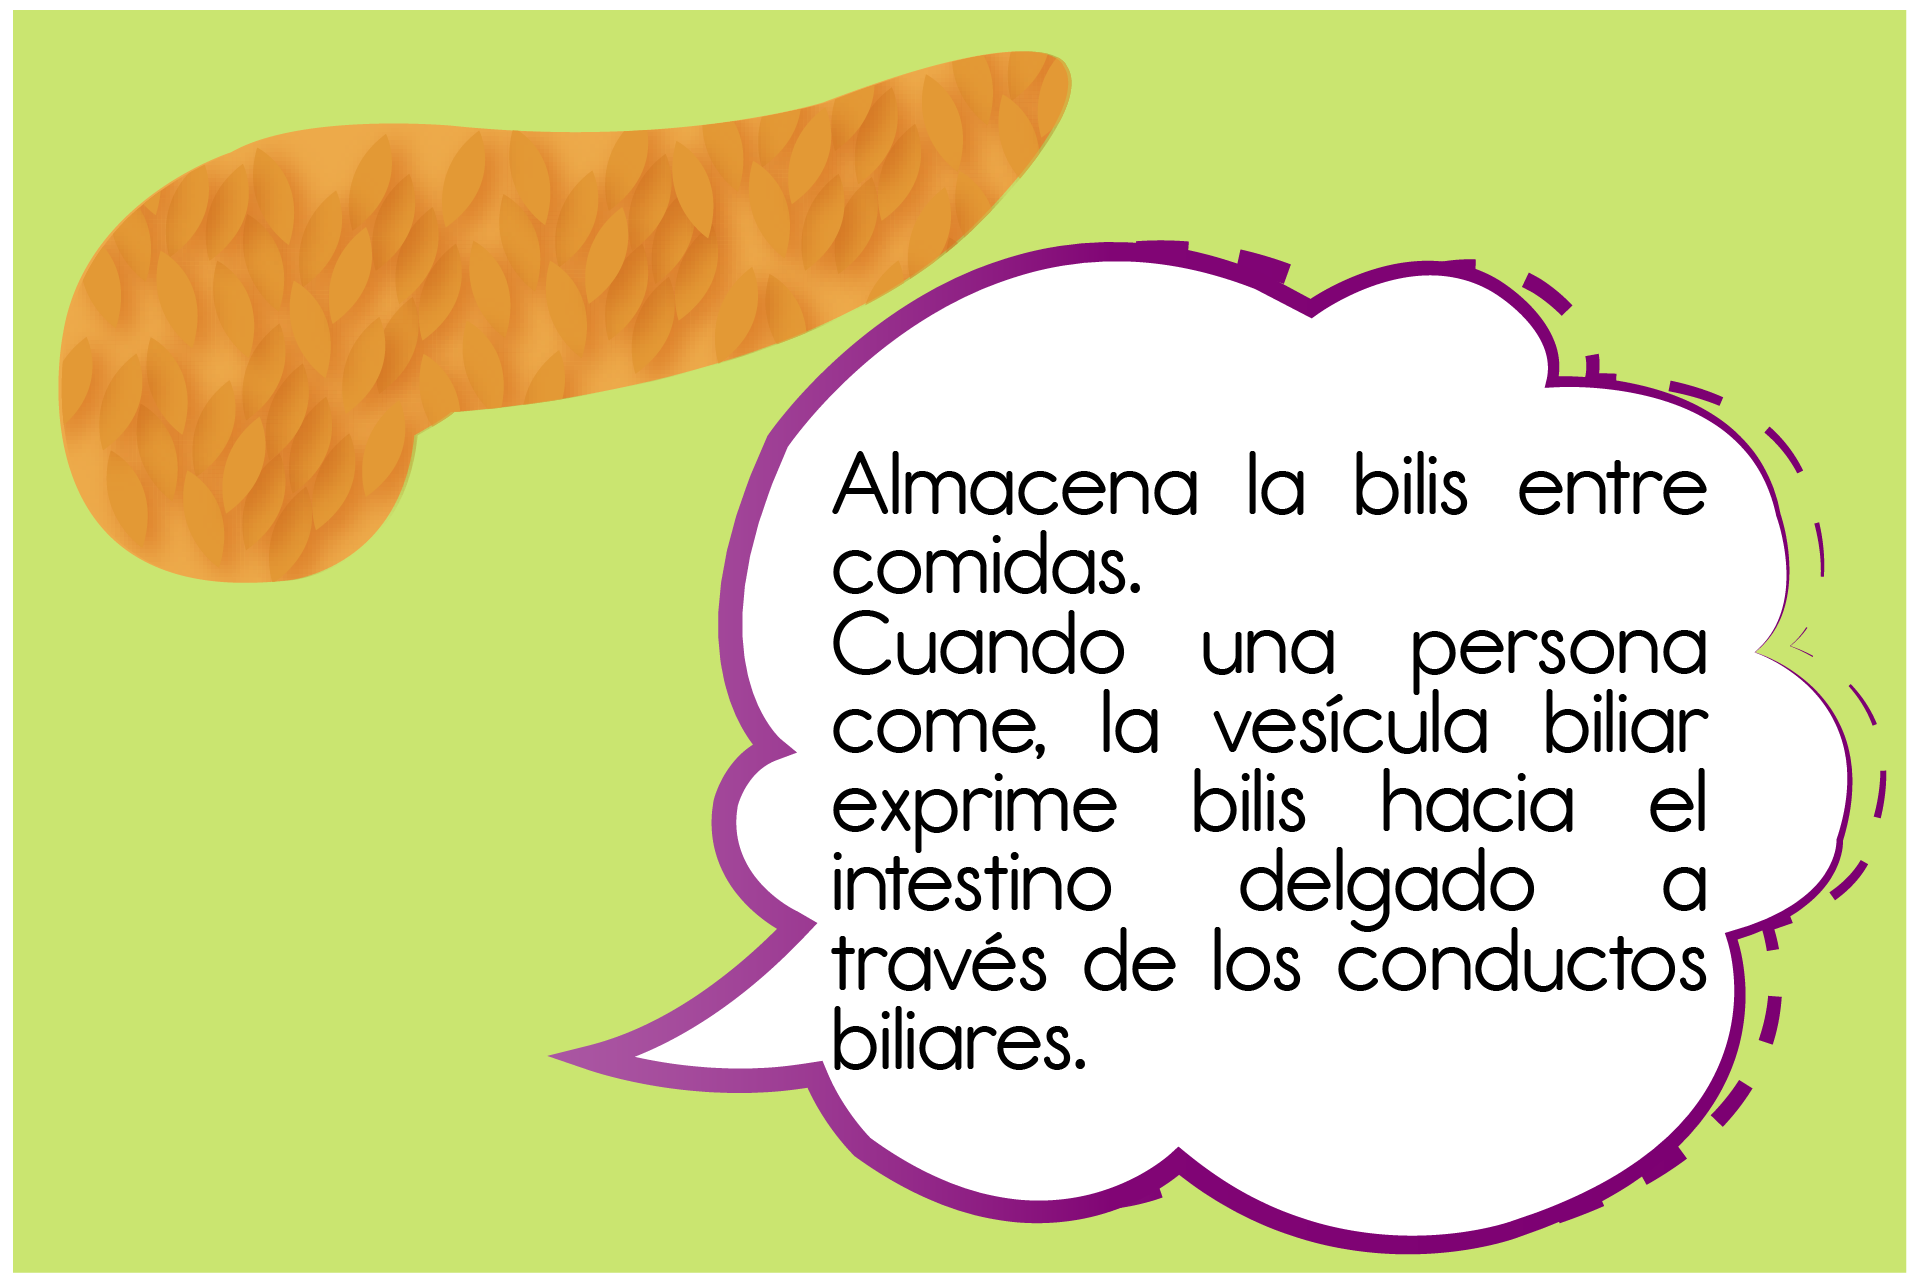 Almacena la bilis entre
comidas.
Cuando una persona
come, la vesícula biliar
exprime bilis hacia el
intestino delgado a
través de los conductos
biliares.